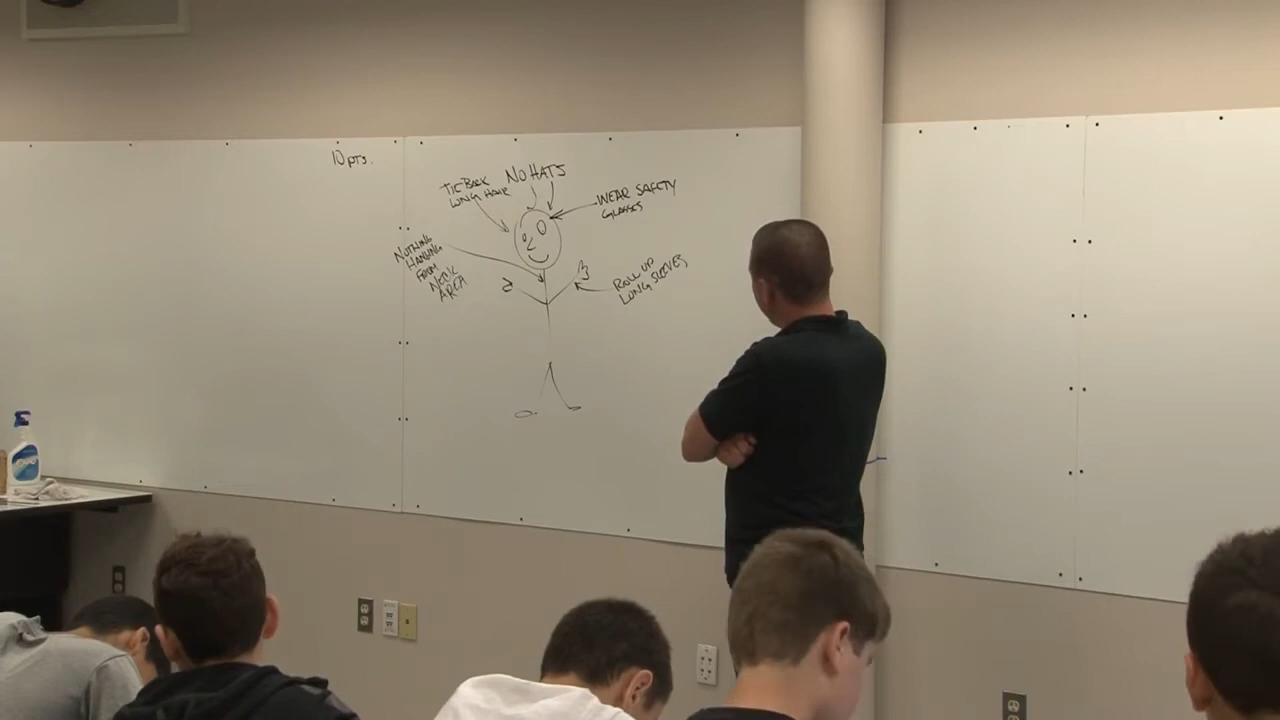 10 pts.
TIE BACK
LONG HAIR
NO HATS
WEAR SAFETY
GLASSES
NOTHING
HANGING
FROM
NECK
AREA
ROLL UP
LONG SLEEVES